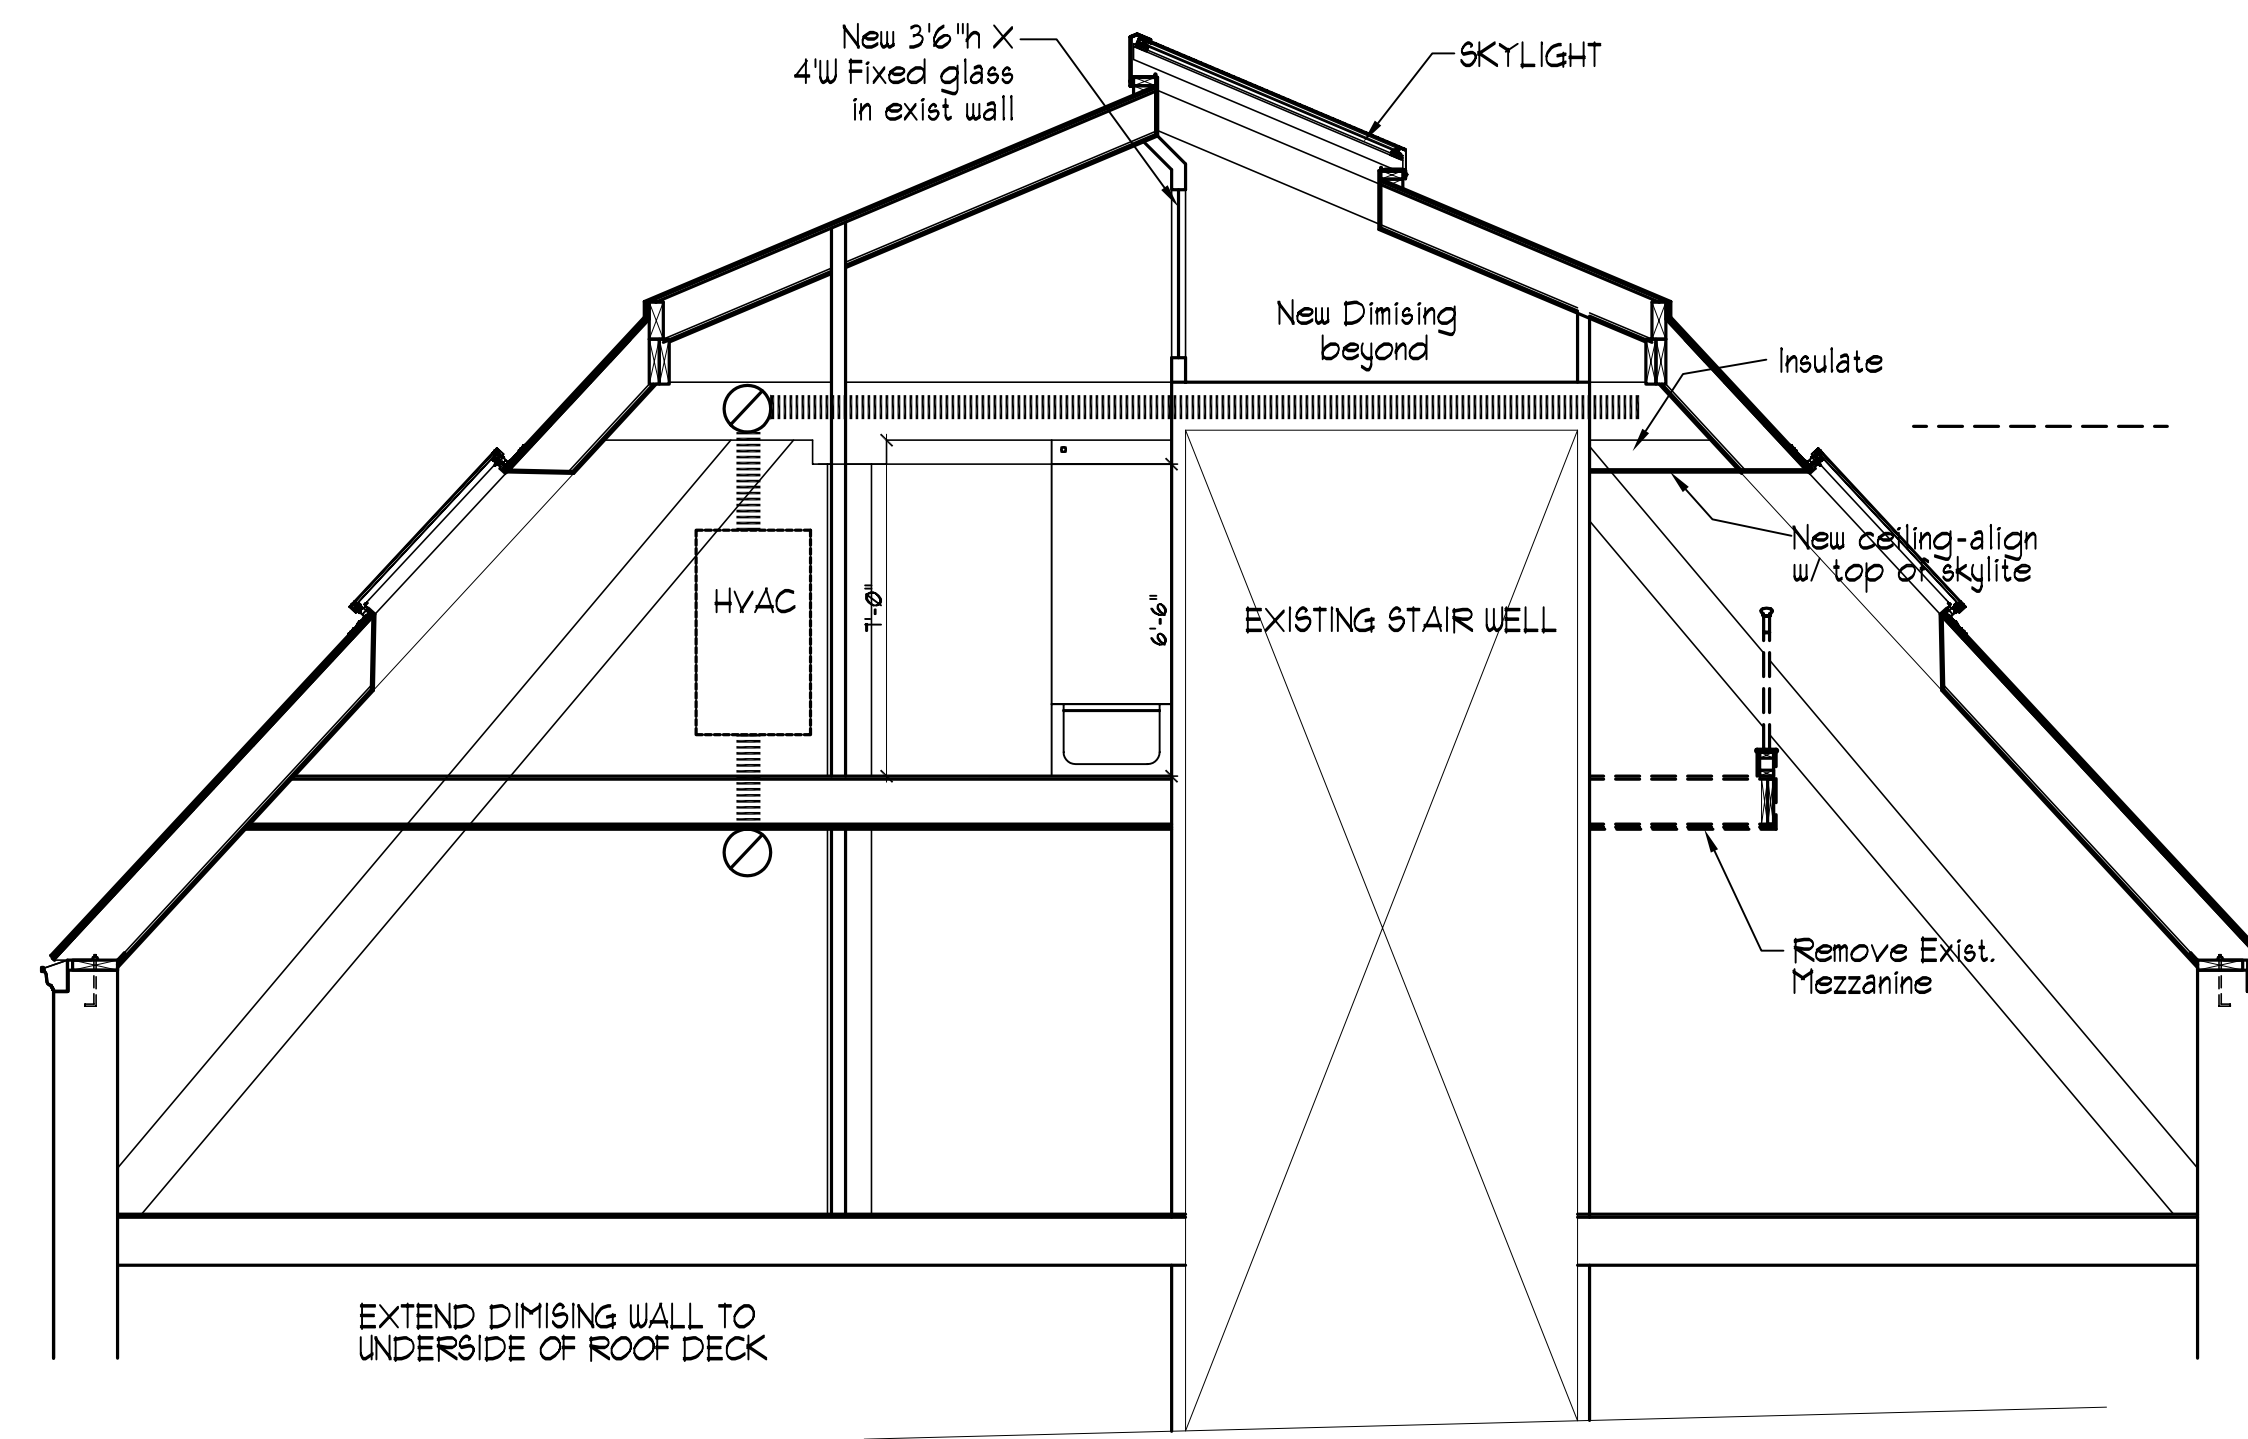 New 3'6"h X
4'W Fixed glass
in exist wall
SKYLIGHT
New Dimising
beyond
Insulate
New ceiling-align
w/ top of skylite
HVAC
7'-0"
6'-6"
EXISTING STAIR WELL
Remove Exist.
Mezzanine
EXTEND DIMISING WALL TO
UNDERSIDE OF ROOF DECK